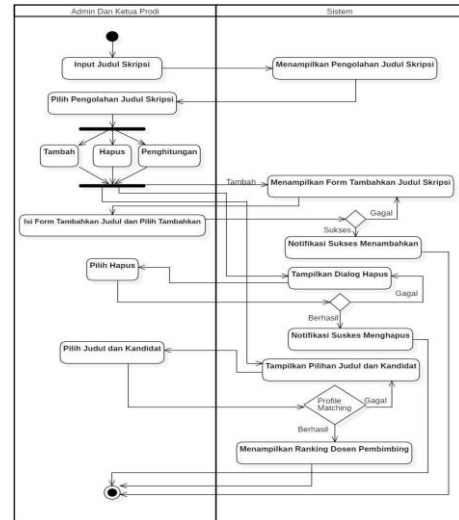 Admin Dan Ketua Prodi
Sistem
Input Judul Skripsi
Menampilkan Pengolahan Judul Skripsi
Pilih Pengolahan Judul Skripsi
Tambah
Hapus
Penghitungan
Tambah
Menampilkan Form Tambahkan Judul Skripsi
Isi Form Tambahkan Judul dan Pilih Tambahkan
Gagal
Sukses
Notifikasi Sukses Menambahkan
Pilih Hapus
Tampilkan Dialog Hapus
Gagal
Berhasil
Notifikasi Suskes Menghapus
Pilih Judul dan Kandidat
Tampilkan Pilihan Judul dan Kandidat
Profile
Matching
Gagal
Berhasil
Menampilkan Ranking Dosen Pembimbing